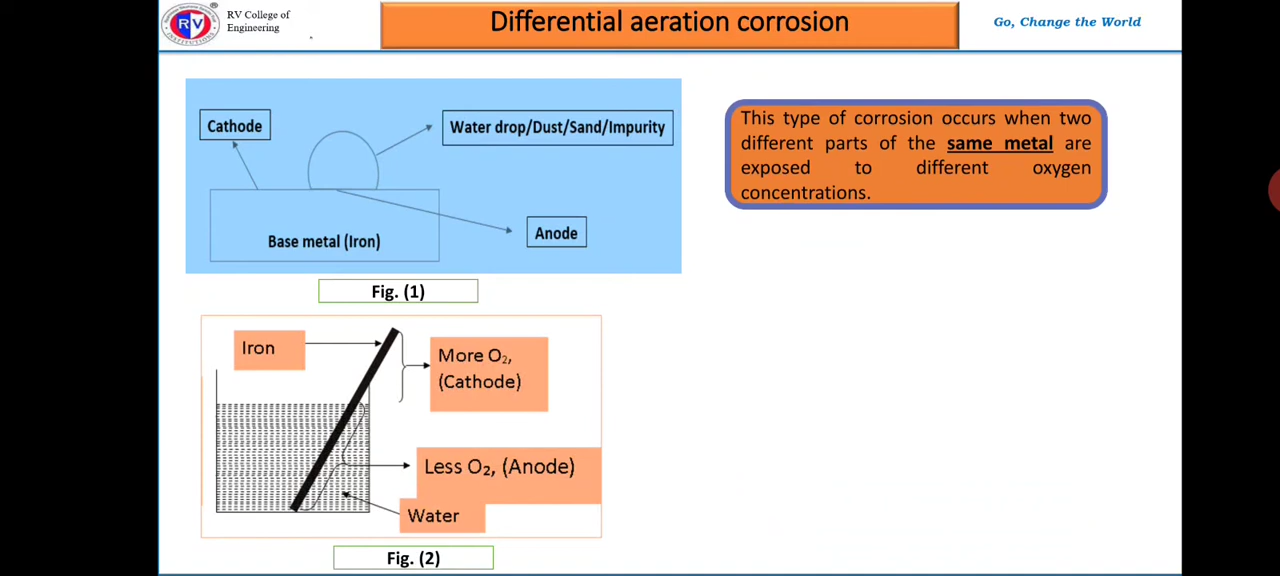 RV College of
Engineering
Differential aeration corrosion
Go, Change the World
Cathode
Water drop/Dust/Sand/Impurity
Base metal (Iron)
Anode
Fig. (1)
This type of corrosion occurs when two
different parts of the same metal are
exposed to different oxygen
concentrations.
Iron
More O₂,
(Cathode)
Less O₂, (Anode)
Water
Fig. (2)